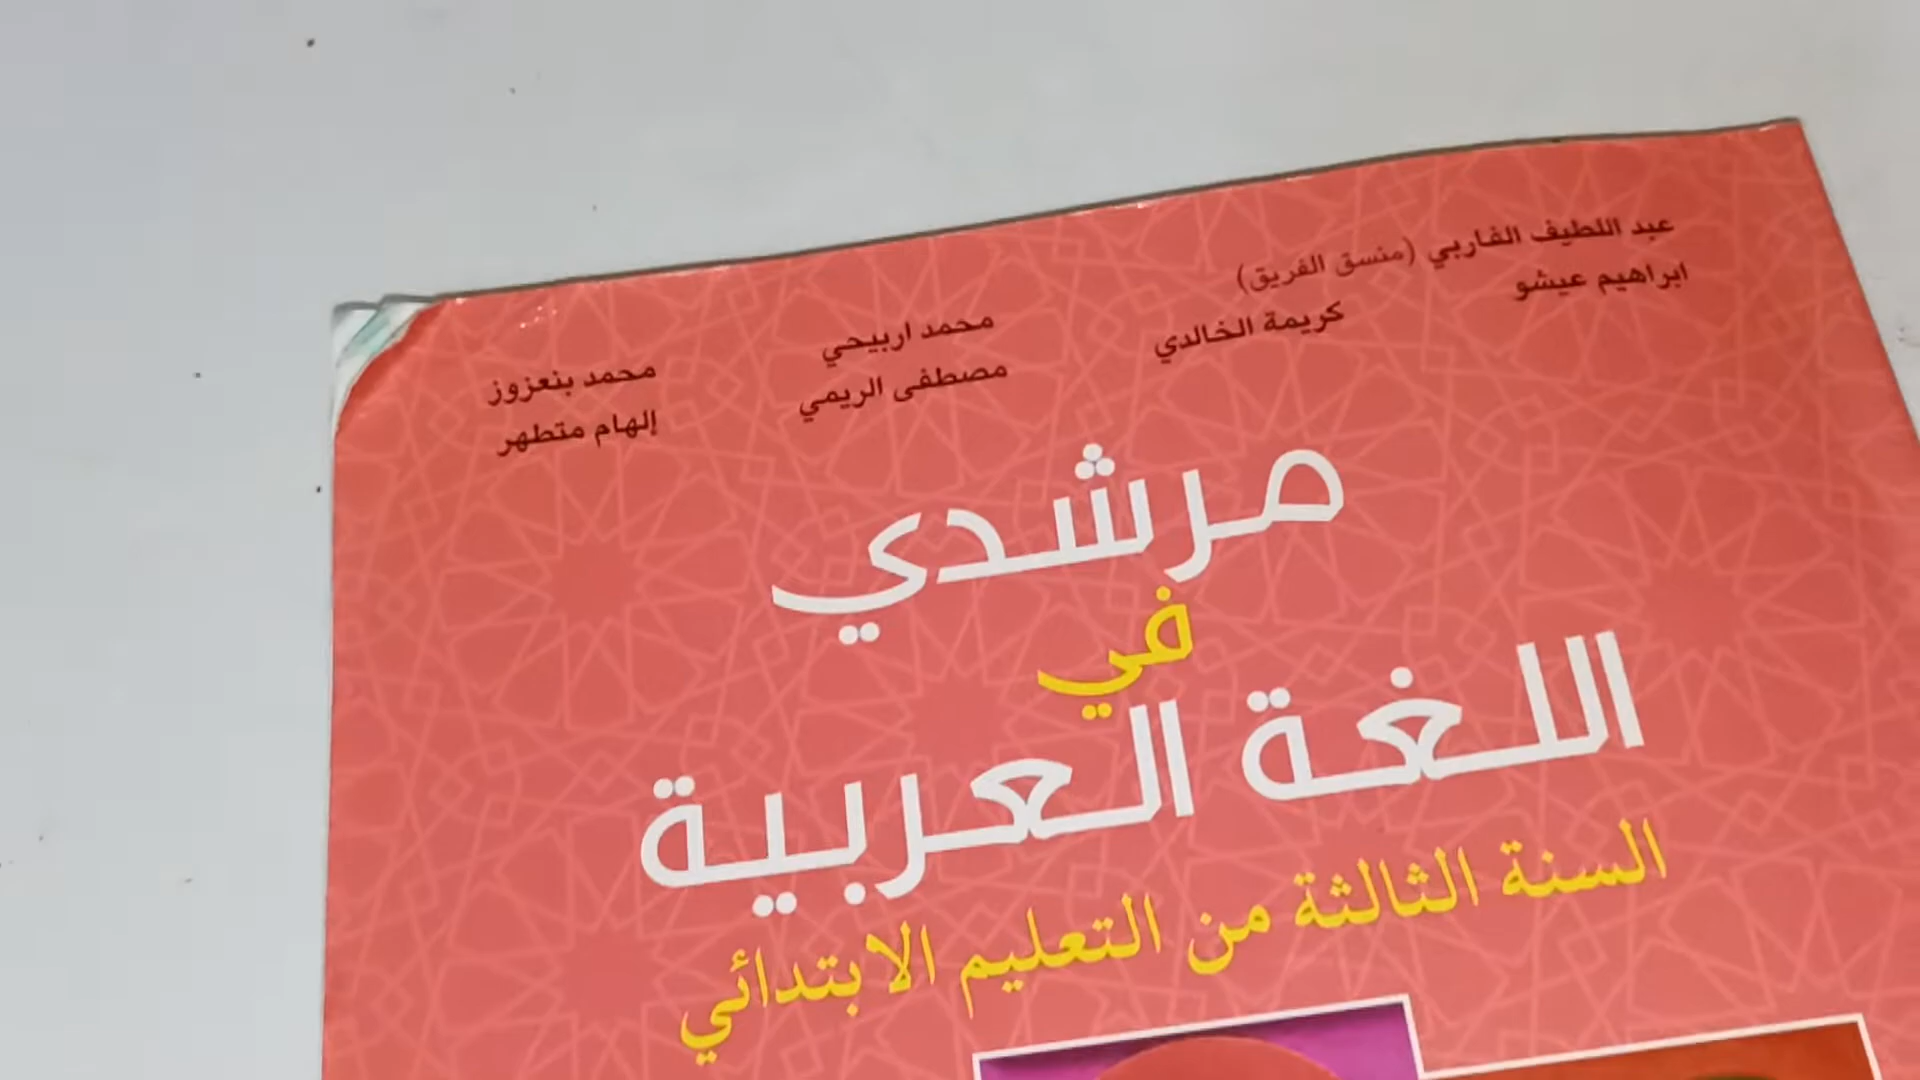 عبد اللطيف الفاربي (منسق الفريق)
ابراهيم عيشو
كريمة الخالدي
محمد اربيحي
مصطفى الريمي
محمد بنعزوز
إلهام متطهر
مرشدي
في
اللغة العربية
السنة الثالثة من التعليم الابتدائي